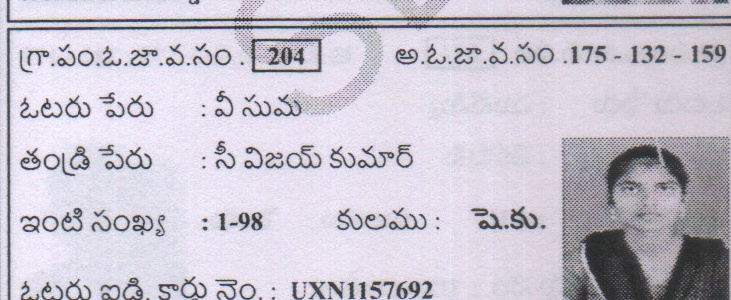 గ్రా.పం.ఓ.జా.వ.సం . 204 అ.ఓ.జా.వ.సం .175 - 132 - 159
ఓటరు పేరు : వీ సుమ
తండ్రి పేరు : సీ విజయ్ కుమార్
ఇంటి సంఖ్య : 1-98 కులము : షె.కు.
ఓటరు ఐడి. కార్డు నెం. : UXN1157692